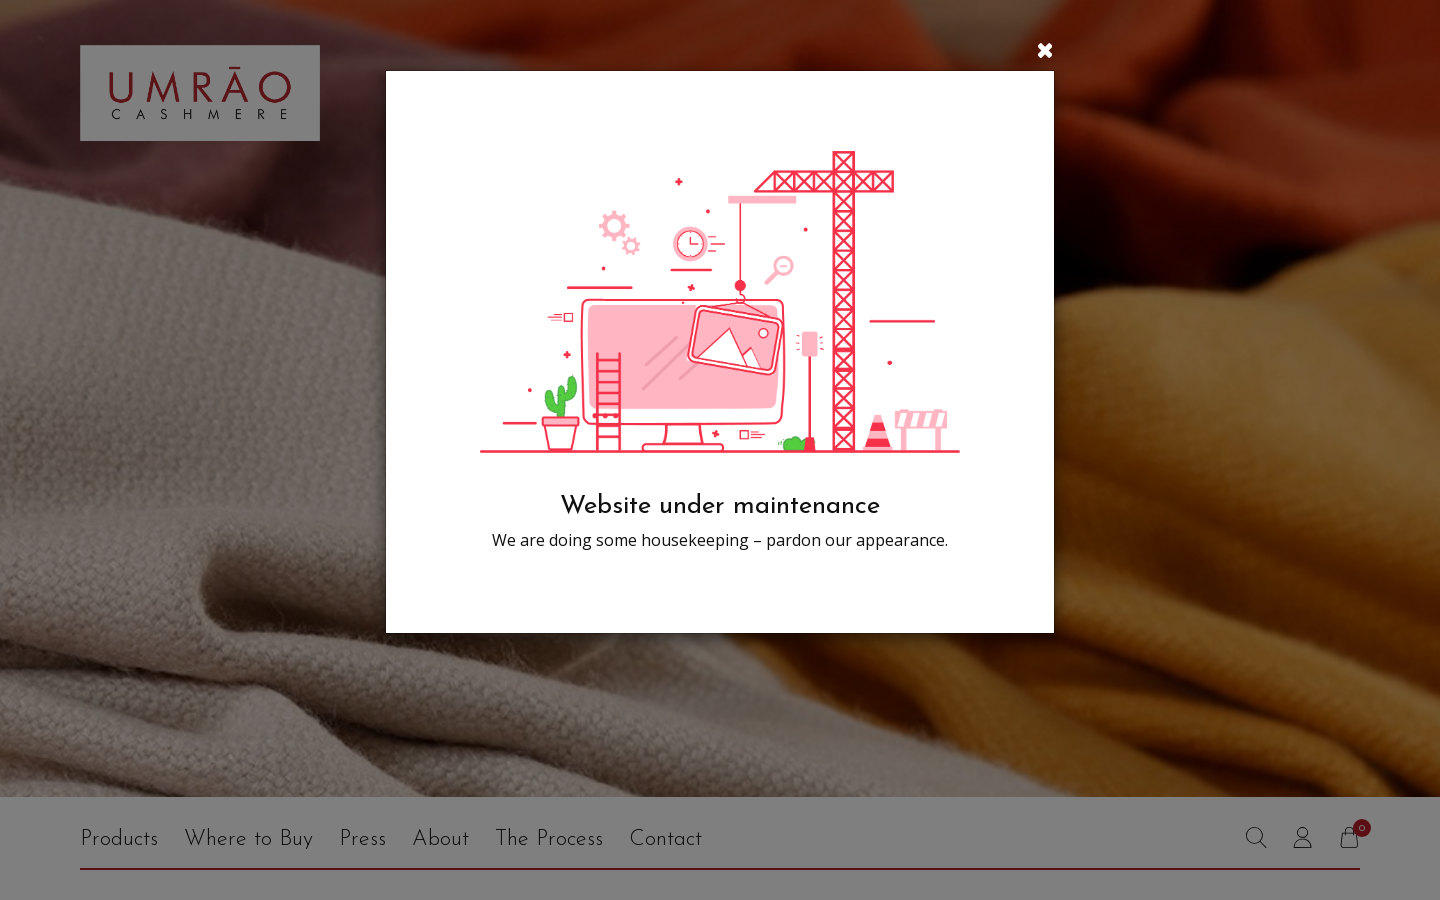 UMRĀO
CASHMERE
Website under maintenance
We are doing some housekeeping – pardon our appearance.
Products Where to Buy Press About The Process Contact
0